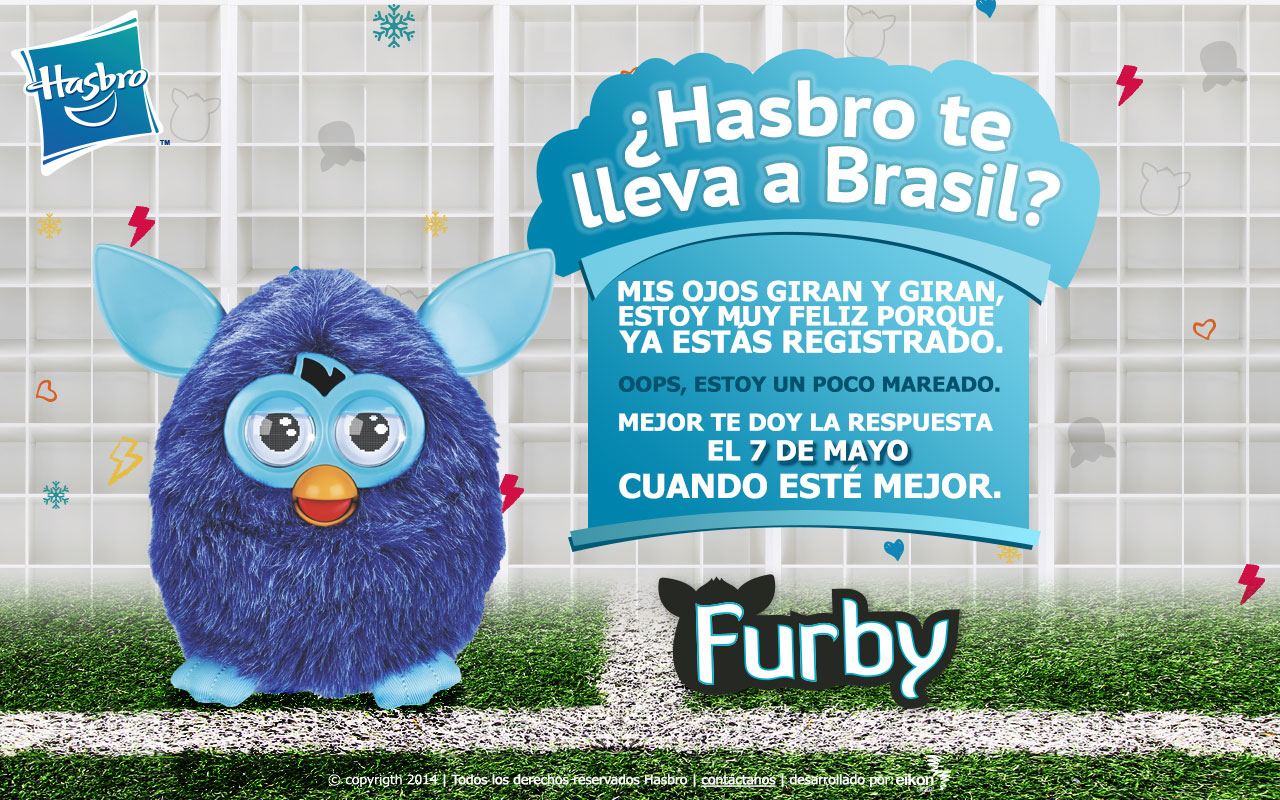 Hasbro
TM
¿Hasbro te
lleva a Brasil?
MIS OJOS GIRAN Y GIRAN,
ESTOY MUY FELIZ PORQUE
YA ESTÁS REGISTRADO.
OOPS, ESTOY UN POCO MAREADO.
MEJOR TE DOY LA RESPUESTA
EL 7 DE MAYO
CUANDO ESTÉ MEJOR.
Furby
© copyrigth 2014 | Todos los derechos reservados Hasbro | contáctanos | desarrollado por: eikon